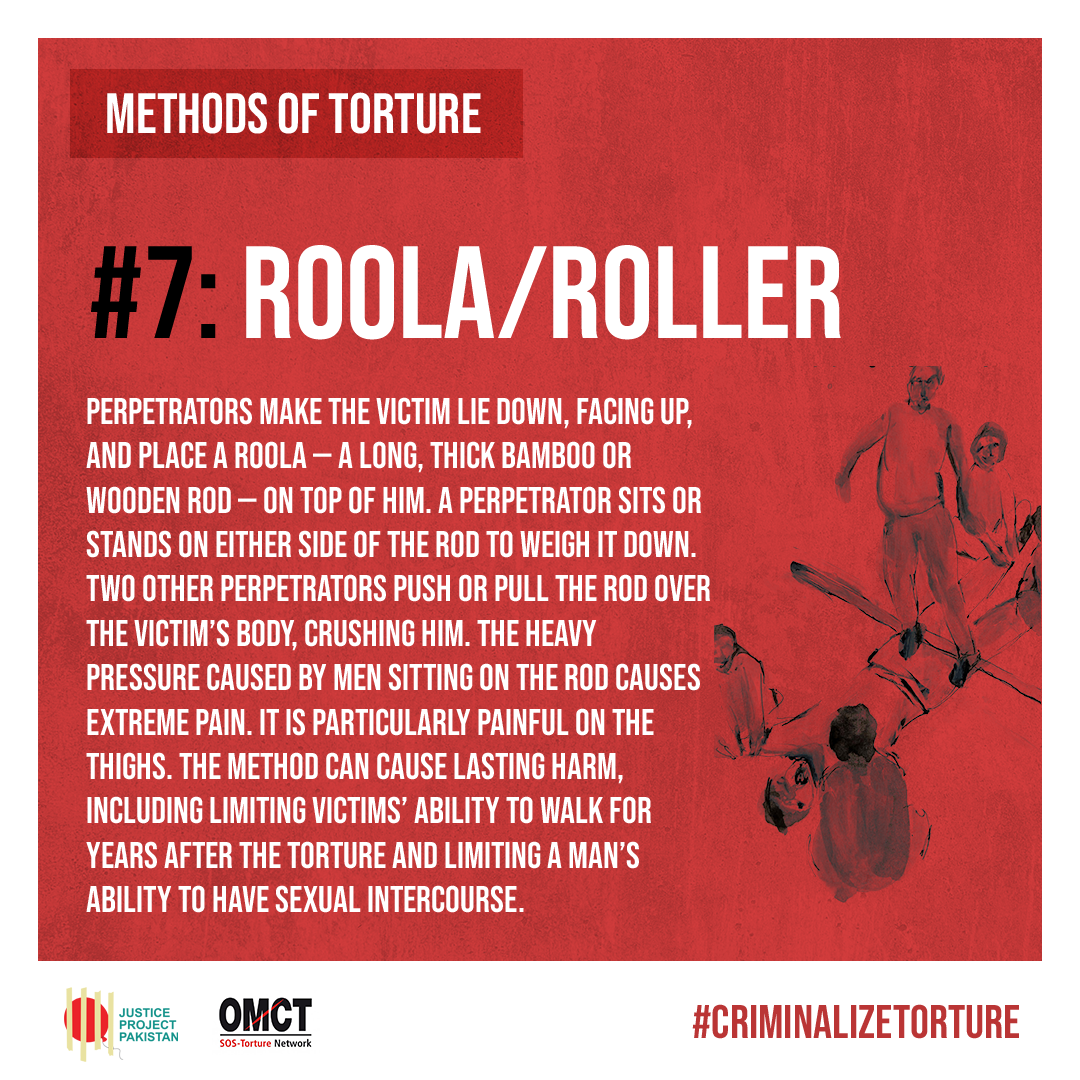 METHODS OF TORTURE
#7: ROOLA/ROLLER
PERPETRATORS MAKE THE VICTIM LIE DOWN, FACING UP,
AND PLACE A ROOLA – A LONG, THICK BAMBOO OR
WOODEN ROD – ON TOP OF HIM. A PERPETRATOR SITS OR
STANDS ON EITHER SIDE OF THE ROD TO WEIGH IT DOWN.
TWO OTHER PERPETRATORS PUSH OR PULL THE ROD OVER
THE VICTIM'S BODY, CRUSHING HIM. THE HEAVY
PRESSURE CAUSED BY MEN SITTING ON THE ROD CAUSES
EXTREME PAIN. IT IS PARTICULARLY PAINFUL ON THE
THIGHS. THE METHOD CAN CAUSE LASTING HARM,
INCLUDING LIMITING VICTIMS' ABILITY TO WALK FOR
YEARS AFTER THE TORTURE AND LIMITING A MAN'S
ABILITY TO HAVE SEXUAL INTERCOURSE.
JUSTICE
PROJECT
PAKISTAN
OMCT
SOS-Torture Network
#CRIMINALIZETORTURE